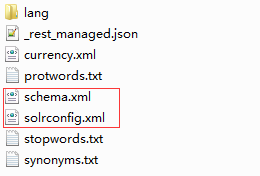 lang
_rest_managed.json
currency.xml
protwords.txt
schema.xml
solrconfig.xml
stopwords.txt
synonyms.txt